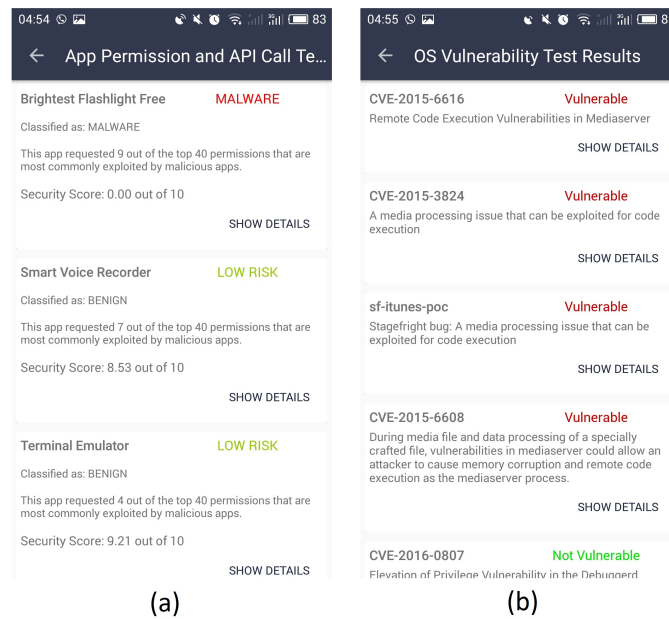 04:54 3G 83
App Permission and API Call Te...
Brightest Flashlight Free MALWARE
Classified as: MALWARE
This app requested 9 out of the top 40 permissions that are
most commonly exploited by malicious apps.
Security Score: 0.00 out of 10
SHOW DETAILS
Smart Voice Recorder LOW RISK
Classified as: BENIGN
This app requested 7 out of the top 40 permissions that are
most commonly exploited by malicious apps.
Security Score: 8.53 out of 10
SHOW DETAILS
Terminal Emulator LOW RISK
Classified as: BENIGN
This app requested 4 out of the top 40 permissions that are
most commonly exploited by malicious apps.
Security Score: 9.21 out of 10
SHOW DETAILS
(a)
04:55 3G 8
OS Vulnerability Test Results
CVE-2015-6616 Vulnerable
Remote Code Execution Vulnerabilities in Mediaserver
SHOW DETAILS
CVE-2015-3824 Vulnerable
A media processing issue that can be exploited for code
execution
SHOW DETAILS
sf-itunes-poc Vulnerable
Stagefright bug: A media processing issue that can be
exploited for code execution
SHOW DETAILS
CVE-2015-6608 Vulnerable
During media file and data processing of a specially
crafted file, vulnerabilities in mediaserver could allow an
attacker to cause memory corruption and remote code
execution as the mediaserver process.
SHOW DETAILS
CVE-2016-0807 Not Vulnerable
Elevation of Privilege Vulnerability in the Debuggerd
(b)